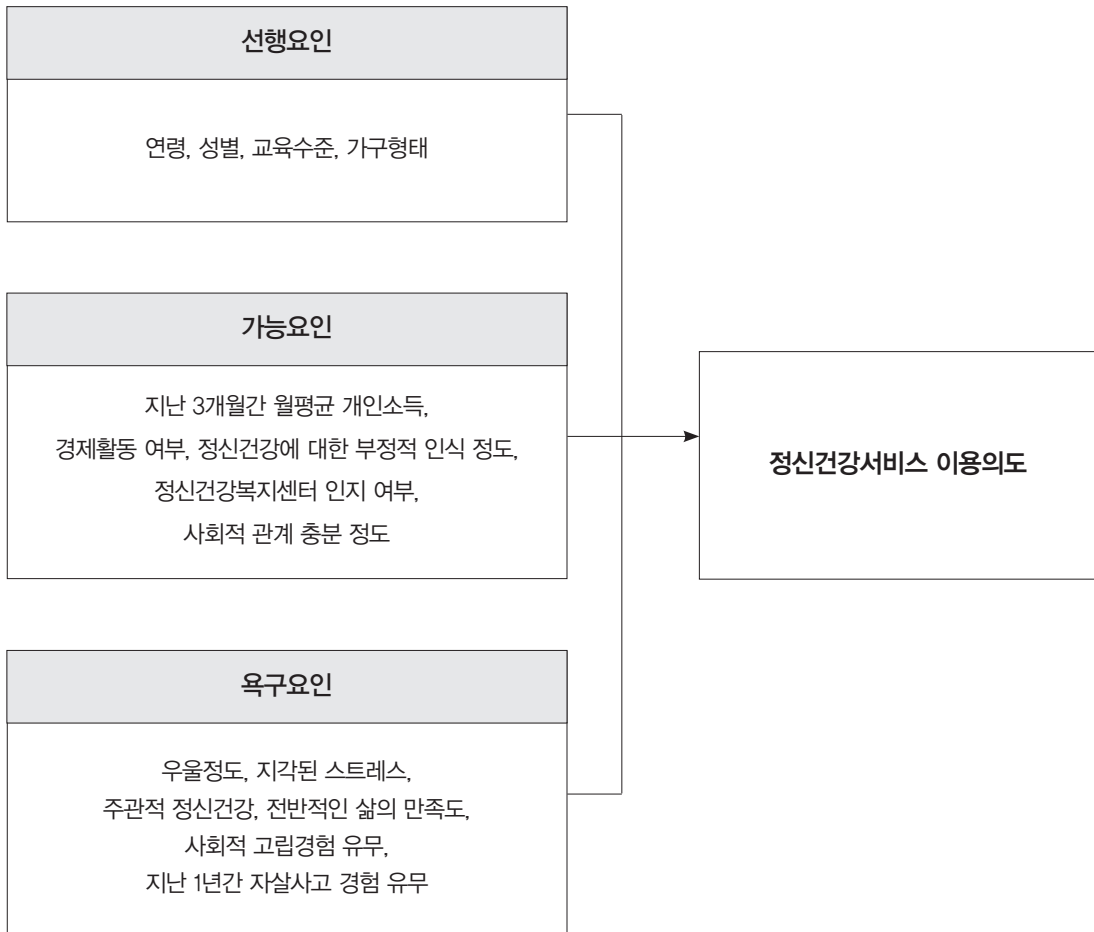 선행요인
연령, 성별, 교육수준, 가구형태
가능요인
지난 3개월간 월평균 개인소득,
경제활동 여부, 정신건강에 대한 부정적 인식 정도,
정신건강복지센터 인지 여부,
사회적 관계 충분 정도
정신건강서비스 이용의도
욕구요인
우울정도, 지각된 스트레스,
주관적 정신건강, 전반적인 삶의 만족도,
사회적 고립경험 유무,
지난 1년간 자살사고 경험 유무